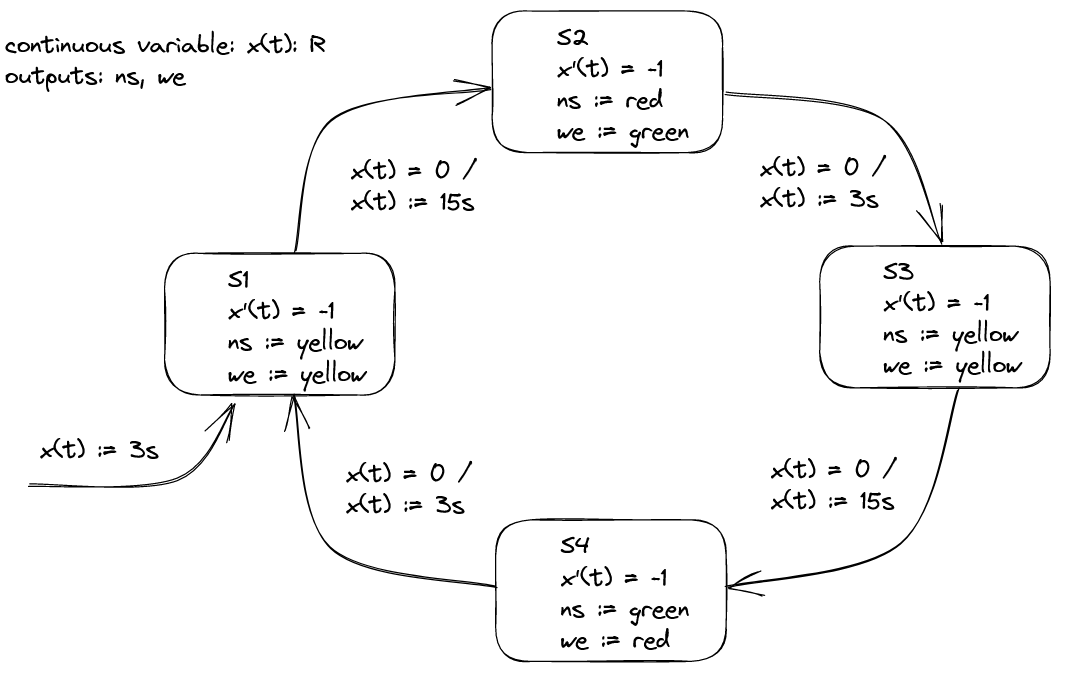 continuous variable: x(t): R
outputs: ns, we
S2
x'(t) = -1
ns := red
we := green
x(t) = 0 /
x(t) := 15s
x(t) = 0 /
x(t) := 3s
S1
x'(t) = -1
ns := yellow
we := yellow
S3
x'(t) = -1
ns := yellow
we := yellow
x(t) := 3s
x(t) = 0 /
x(t) := 3s
x(t) = 0 /
x(t) := 15s
S4
x'(t) = -1
ns := green
we := red